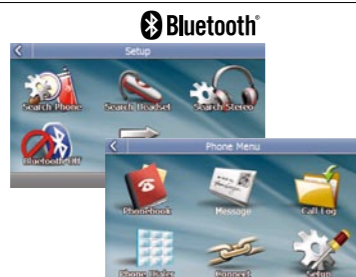 Bluetooth®
Setup
Search Phone Search Headset Search Stereo
Bluetooth Off
Phone Menu
Phonebook Message Call Log
Phone Dialer Connect Setup